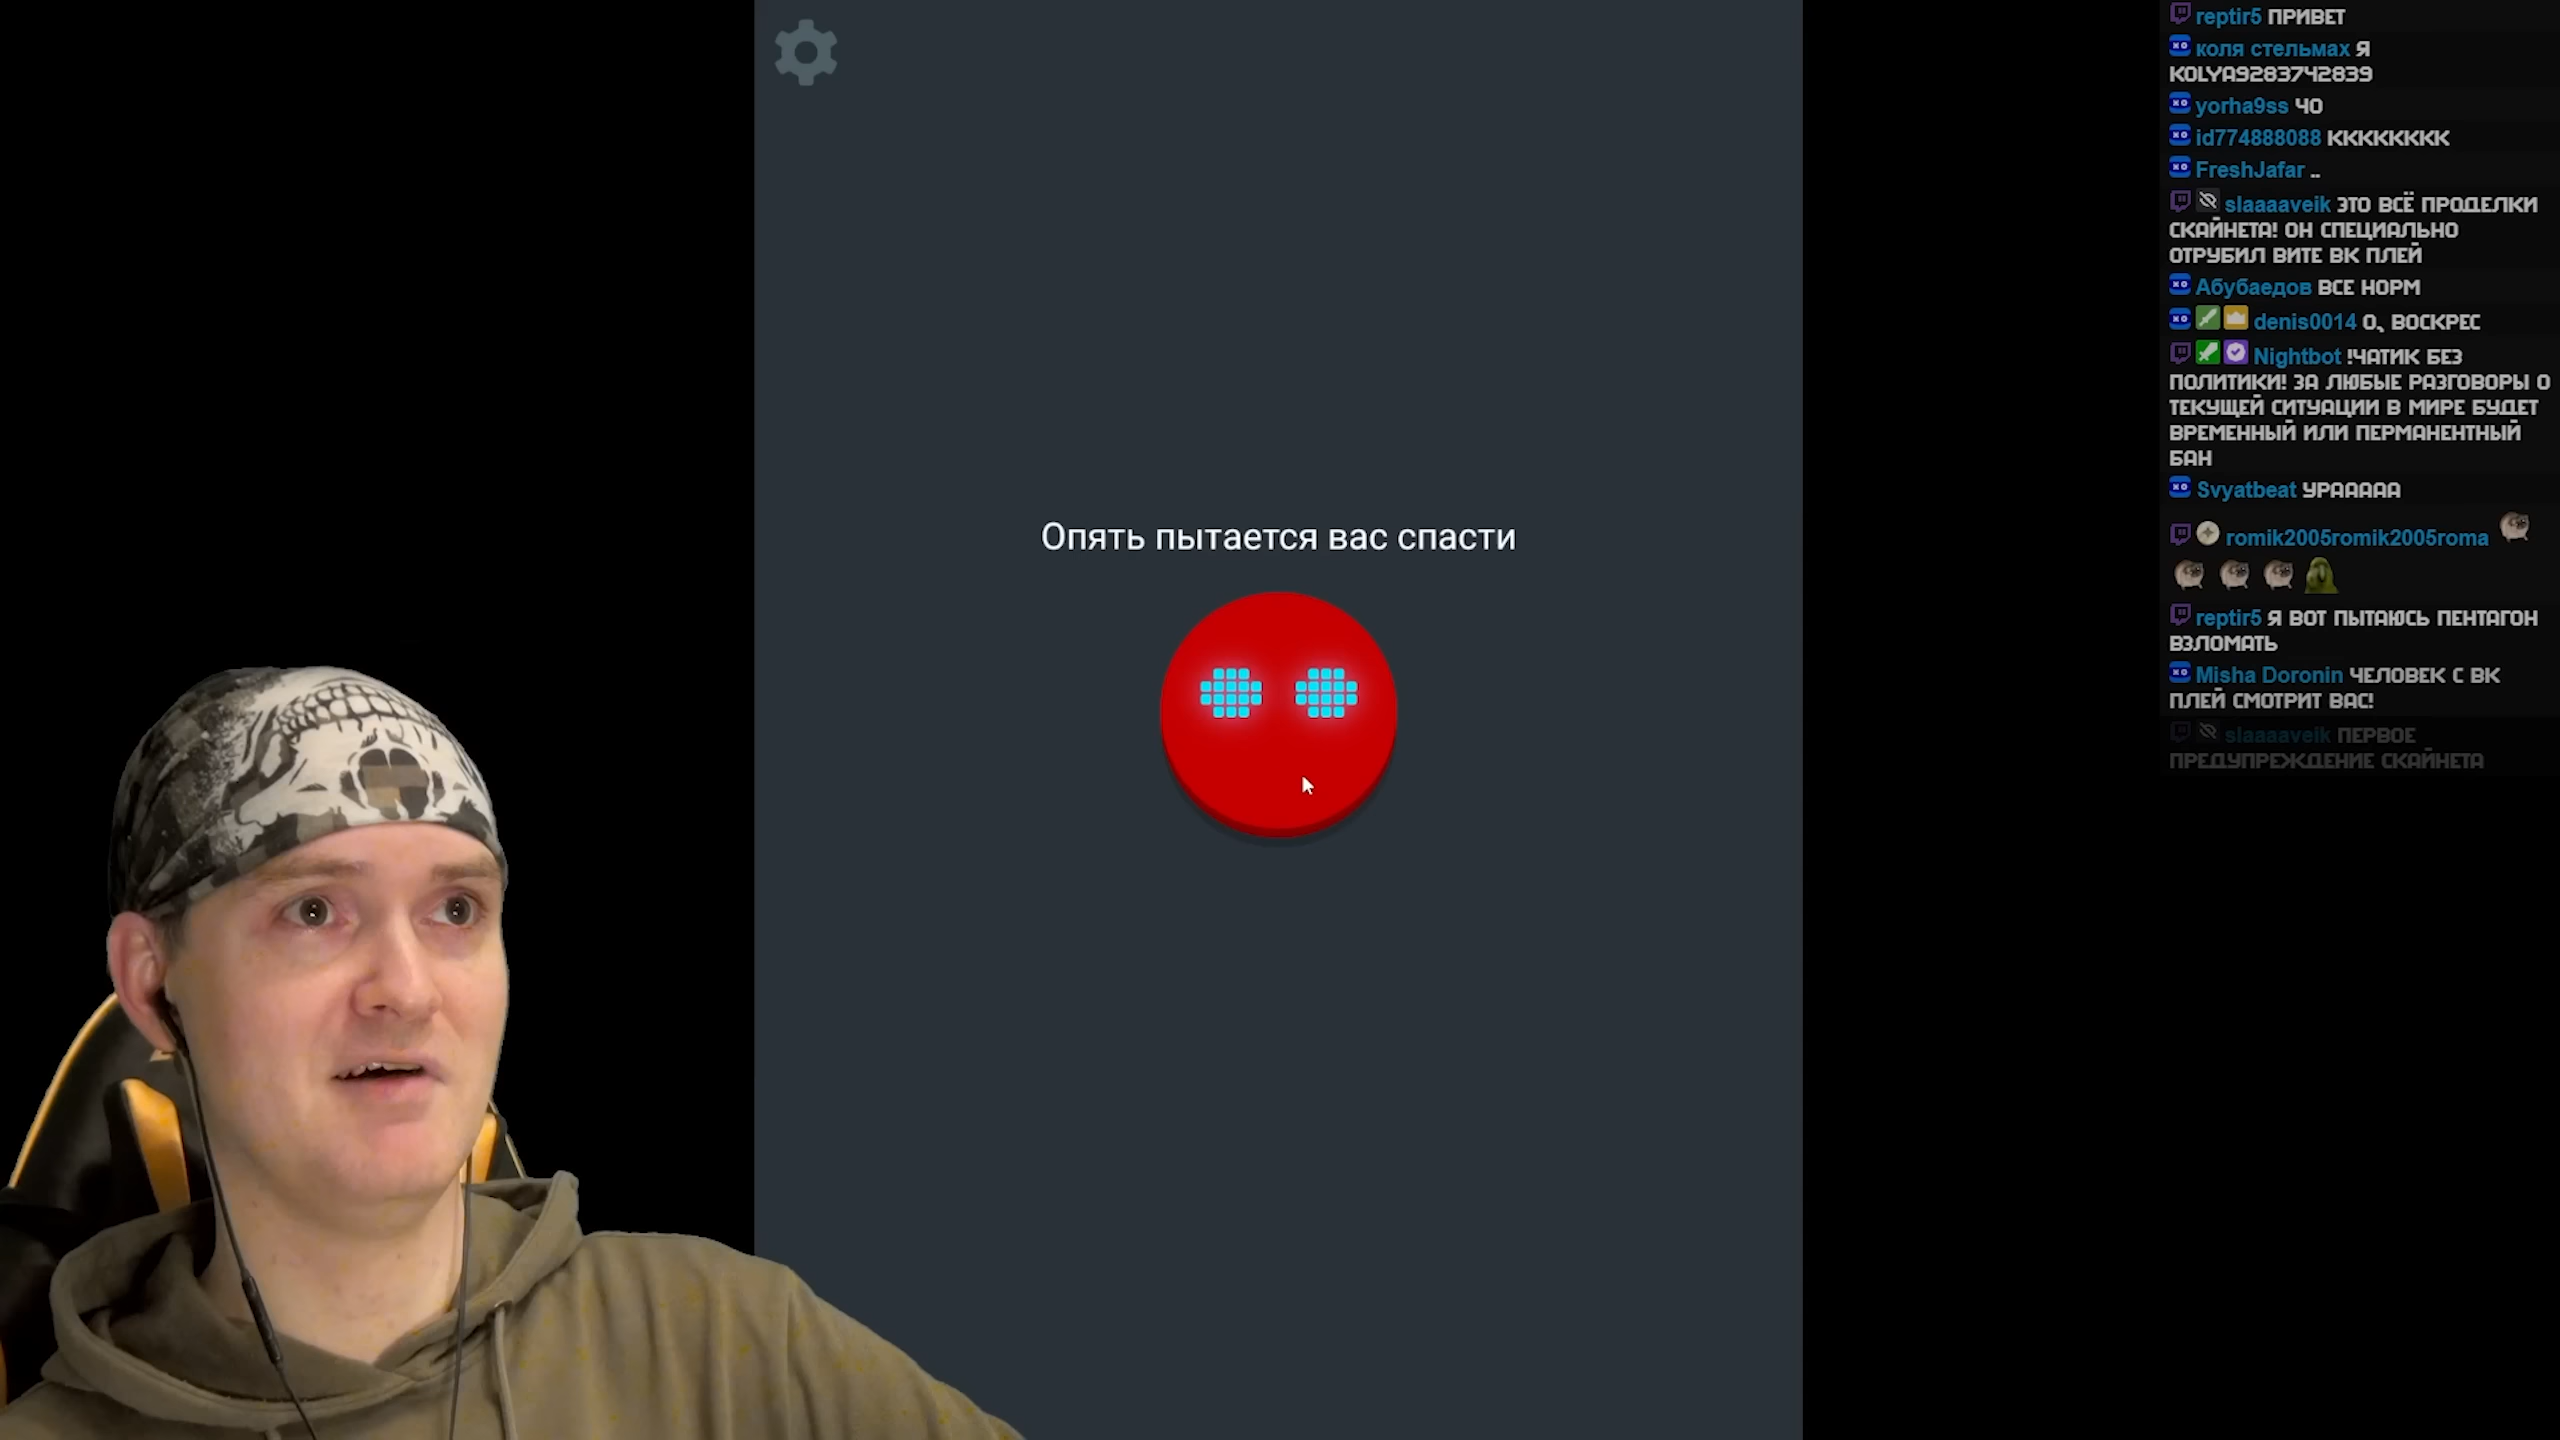 Опять пытается вас спасти
reptir5 ПРИВЕТ
коля стельмах Я
KOLYA9283742839
yorha9ss ЧО
id774888088 КККККККК
FreshJafar ..
slaaaaveik ЭТО ВСЁ ПРОДЕЛКИ
СКАЙНЕТА! ОН СПЕЦИАЛЬНО
ОТРУБИЛ ВИТЕ ВК ПЛЕЙ
Абубаедов ВСЕ НОРМ
denis0014 О, ВОСКРЕС
Nightbot !ЧАТИК БЕЗ
ПОЛИТИКИ! ЗА ЛЮБЫЕ РАЗГОВОРЫ О
ТЕКУЩЕЙ СИТУАЦИИ В МИРЕ БУДЕТ
ВРЕМЕННЫЙ ИЛИ ПЕРМАНЕНТНЫЙ
БАН
Svyatbeat УРААААА
romik2005romik2005roma
reptir5 Я ВОТ ПЫТАЮСЬ ПЕНТАГОН
ВЗЛОМАТЬ
Misha Doronin ЧЕЛОВЕК С ВК
ПЛЕЙ СМОТРИТ ВАС!
slaaaaveik ПЕРВОЕ
ПРЕДУПРЕЖДЕНИЕ СКАЙНЕТА